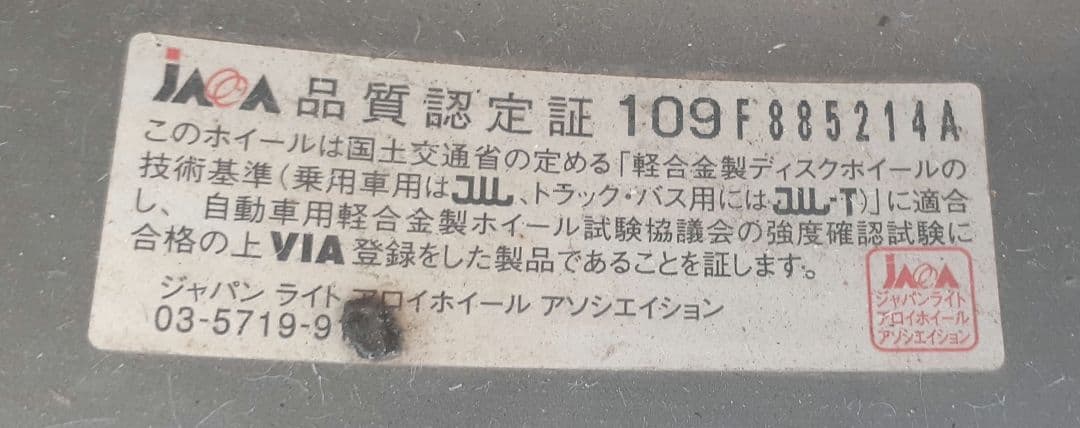 JAWA 品質認定証 109F885214A
このホイールは国土交通省の定める「軽合金製ディスクホイールの
技術基準(乗用車用はJWL、トラック・バス用にはJWL-T)」に適合
し、自動車用軽合金製ホイール試験協議会の強度確認試験に
合格の上VIA登録をした製品であることを証します。
ジャパン ライト アロイホイール アソシエイション
03-5719-9
JAWA
ジャパンライト
アロイホイール
アソシエイション